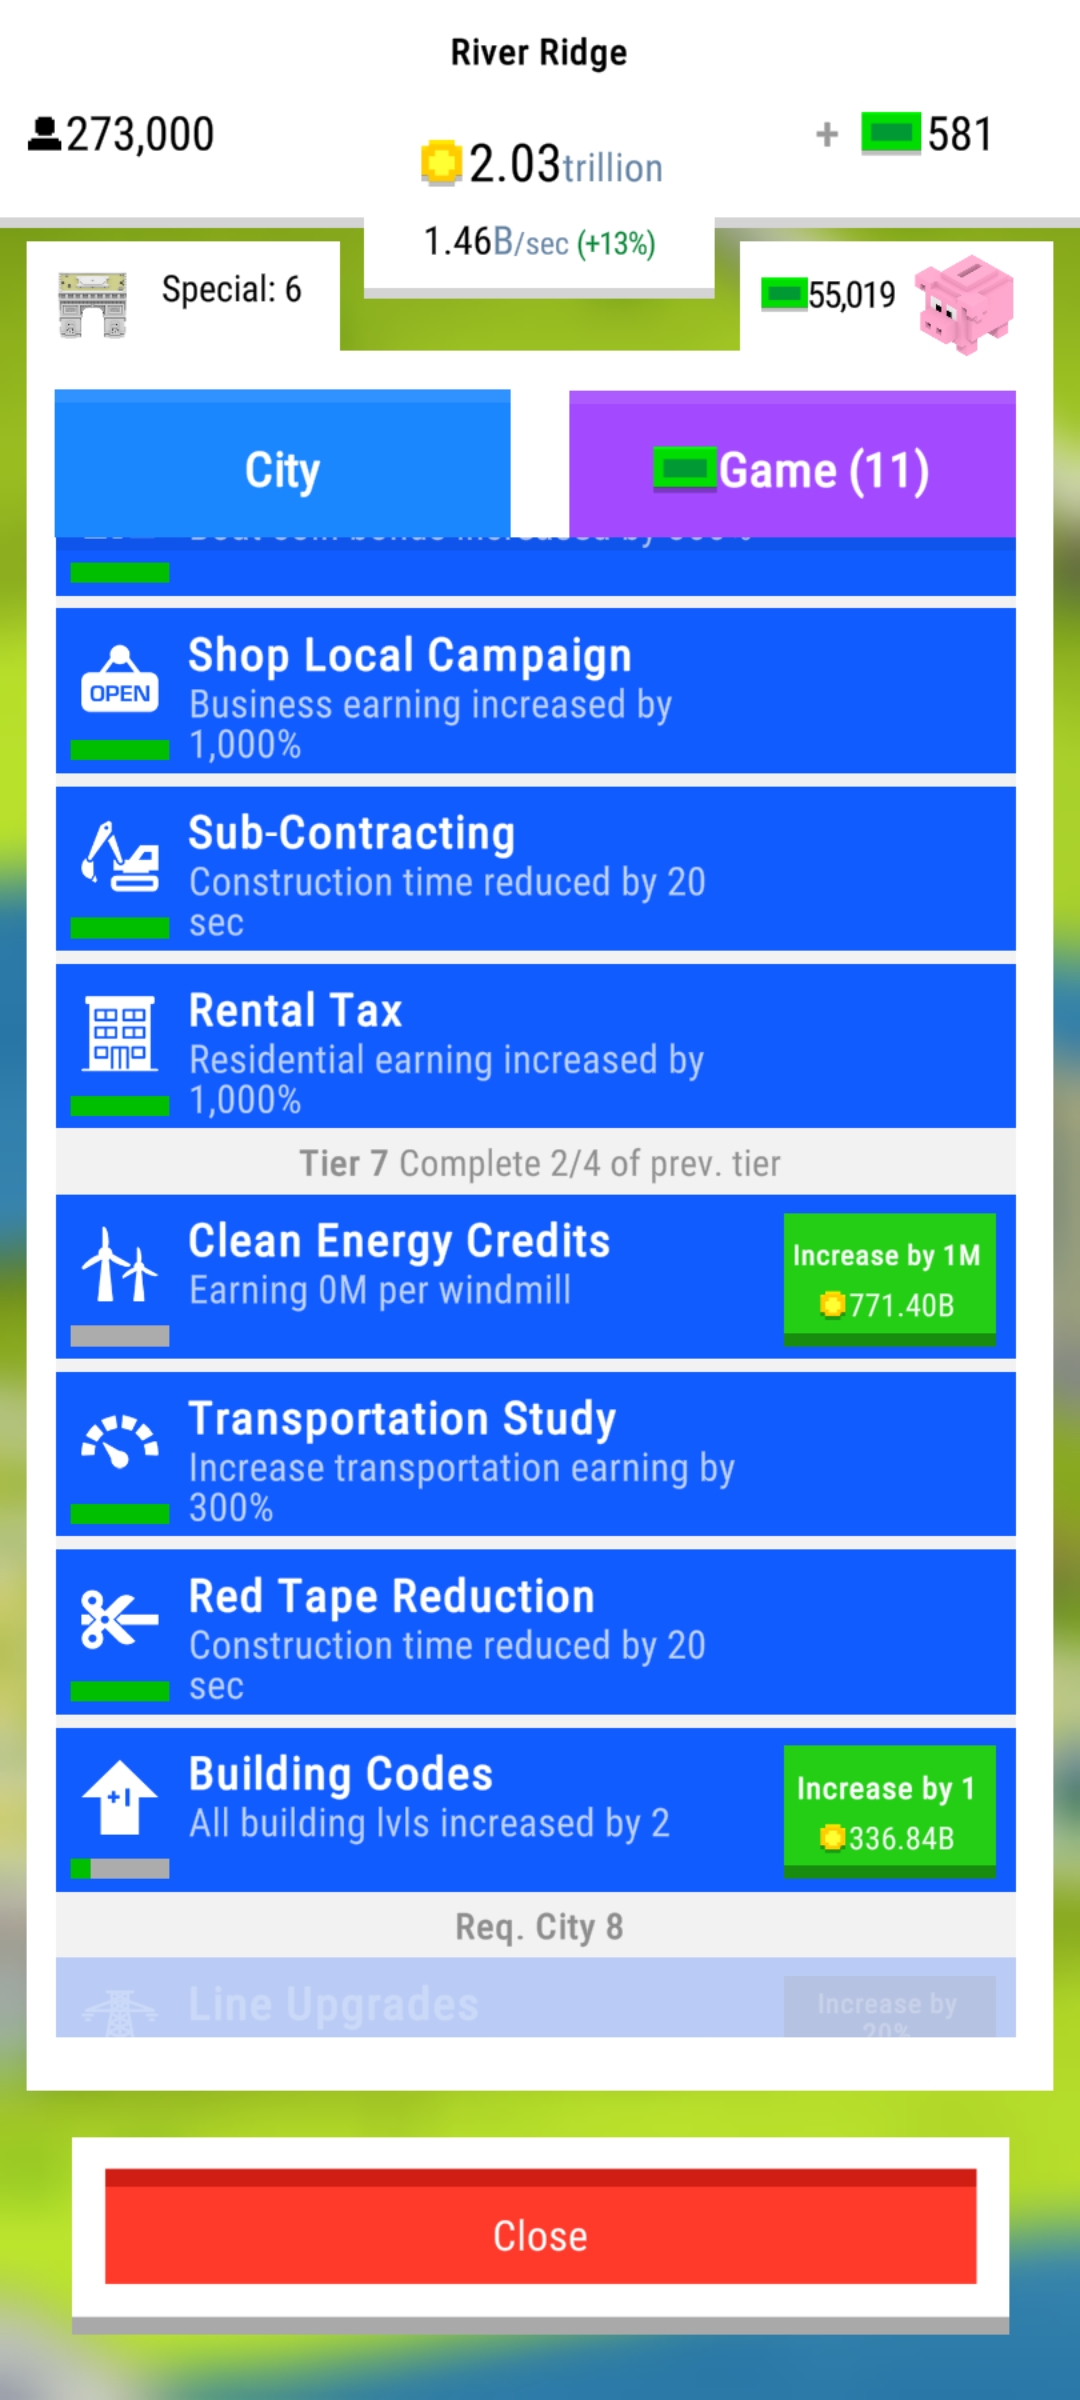 River Ridge
273,000
2.03trillion
+ 581
1.46B/sec (+13%)
Special: 6
55,019
City
Game (11)
OPEN
Shop Local Campaign
Business earning increased by
1,000%
Sub-Contracting
Construction time reduced by 20
sec
Rental Tax
Residential earning increased by
1,000%
Tier 7 Complete 2/4 of prev. tier
Clean Energy Credits
Earning 0M per windmill
Increase by 1M
771.40B
Transportation Study
Increase transportation earning by
300%
Red Tape Reduction
Construction time reduced by 20
sec
+1
Building Codes
All building lvls increased by 2
Increase by 1
336.84B
Req. City 8
Line Upgrades
Increase by
20%
Close